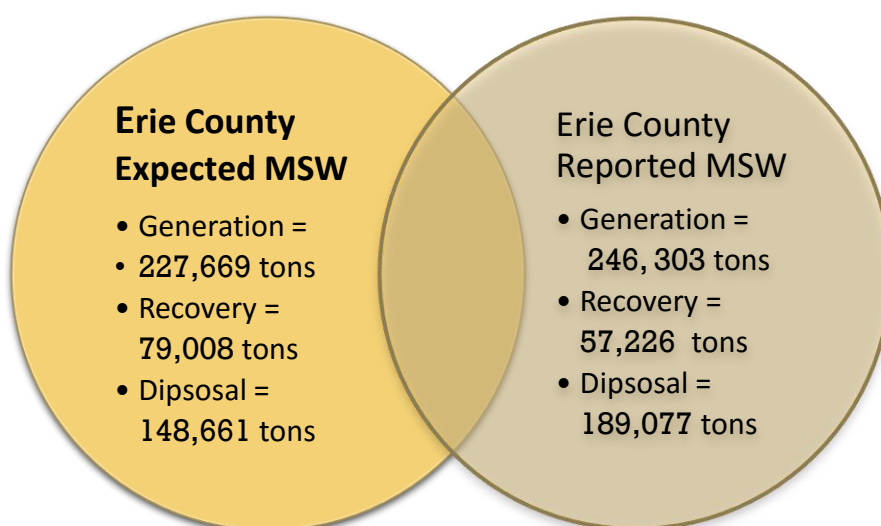 Erie County
Expected MSW
• Generation =
• 227,669 tons
• Recovery =
79,008 tons
• Dipsosal =
148,661 tons
Erie County
Reported MSW
• Generation =
246, 303 tons
• Recovery =
57,226 tons
• Dipsosal =
189,077 tons